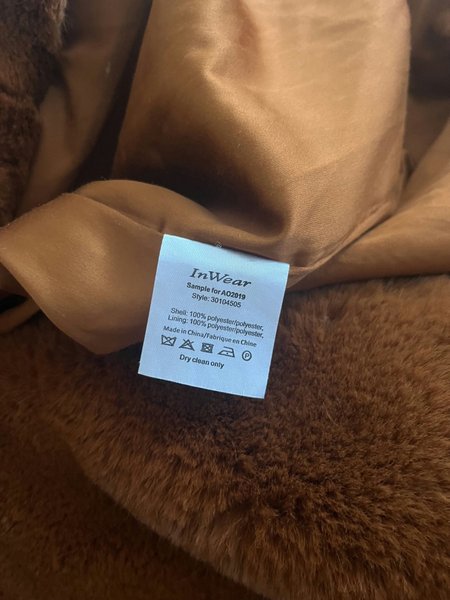 InWear
Sample for AO2019
Style: 30104505
Shell: 100% polyester/polyester,
Lining: 100% polyester/polyester,
Made in China/Fabrique en Chine
P
Dry clean only